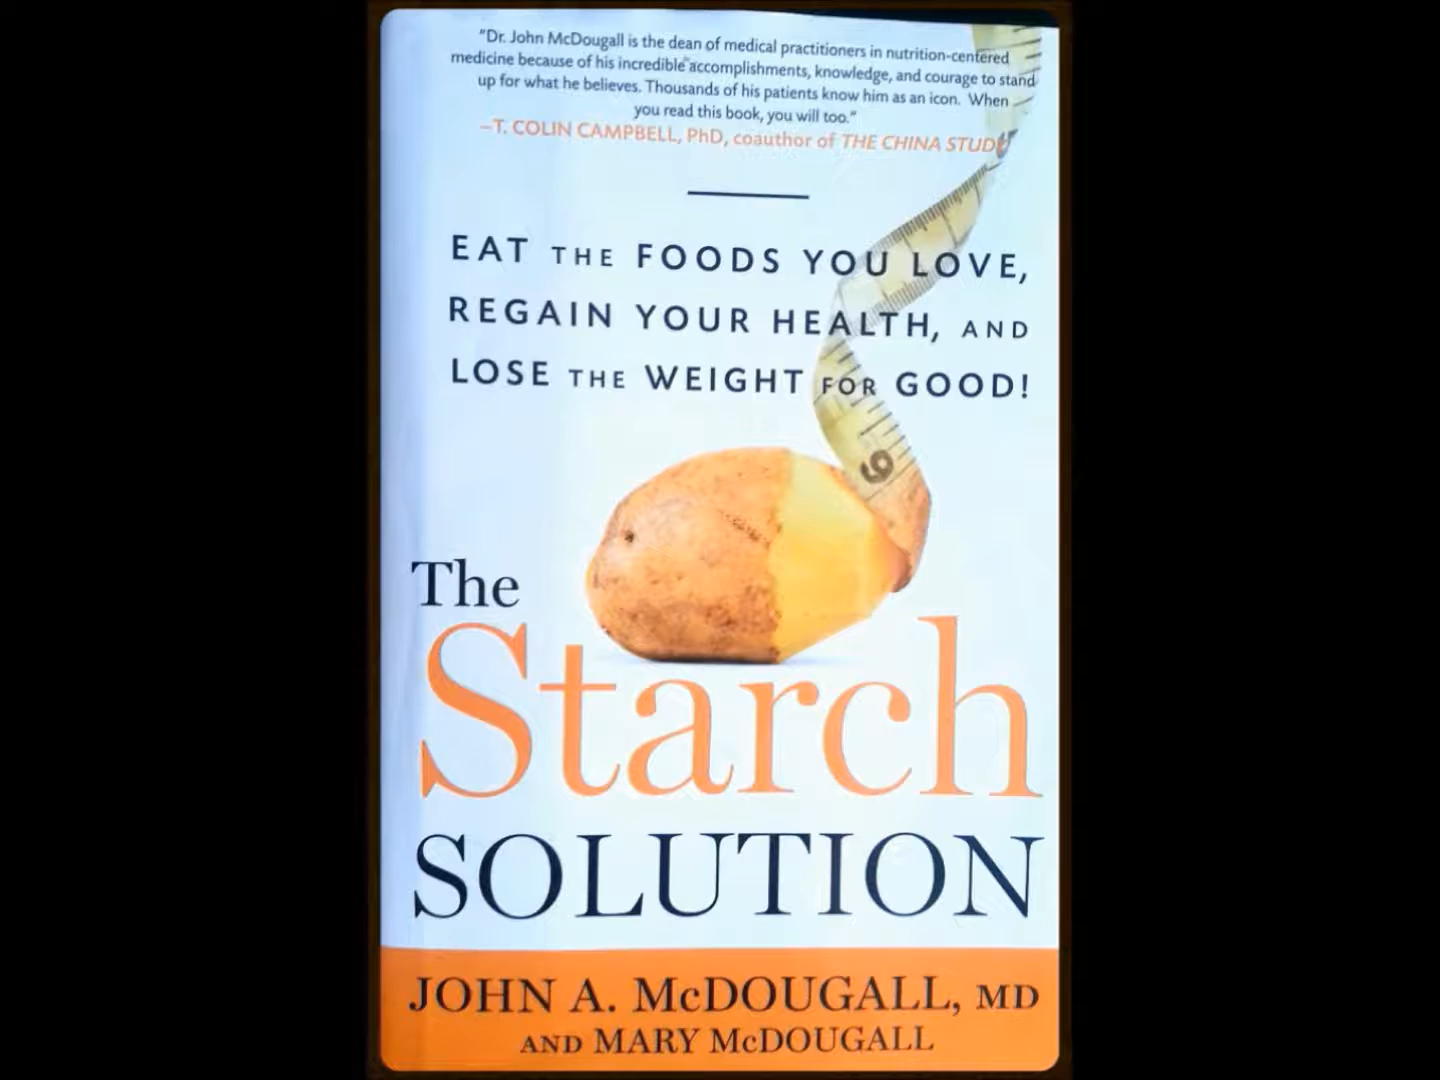 "Dr. John McDougall is the dean of medical practitioners in nutrition-centered
medicine because of his incredible accomplishments, knowledge, and courage to stand
up for what he believes. Thousands of his patients know him as an icon. When
you read this book, you will too."
–T. COLIN CAMPBELL, PhD, coauthor of THE CHINA STUDY
EAT THE FOODS YOU LOVE,
REGAIN YOUR HEALTH, AND
LOSE THE WEIGHT FOR GOOD!
9
The
Starch
SOLUTION
JOHN A. McDOUGALL, MD
AND MARY McDOUGALL